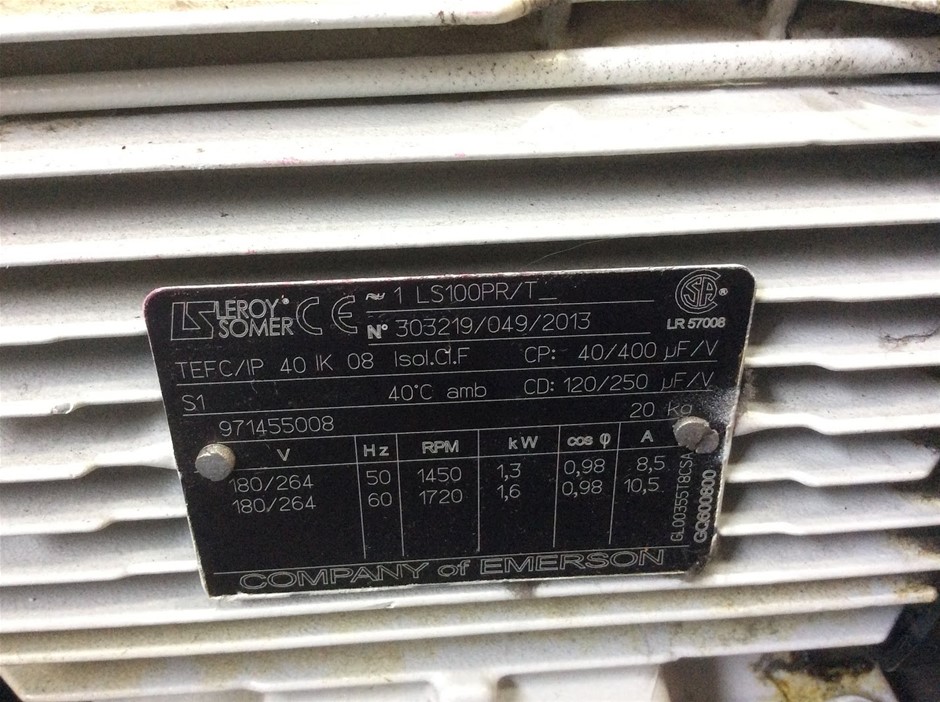 LEROY®
SOMER
CE
1 LS100PR/T_
N° 303219/049/2013
SA®
LR 57008
TEFC/IP 40 IK 08 Isol.Cl.F CP: 40/400 µF/V
S1 40°C amb CD: 120/250 µF/V
971455008 20 kg
V Hz RPM kW cos φ A
180/264 50 1450 1,3 0,98 8,5
180/264 60 1720 1,6 0,98 10,5
GL00355T8CSA
GQ600800
COMPANY of EMERSON